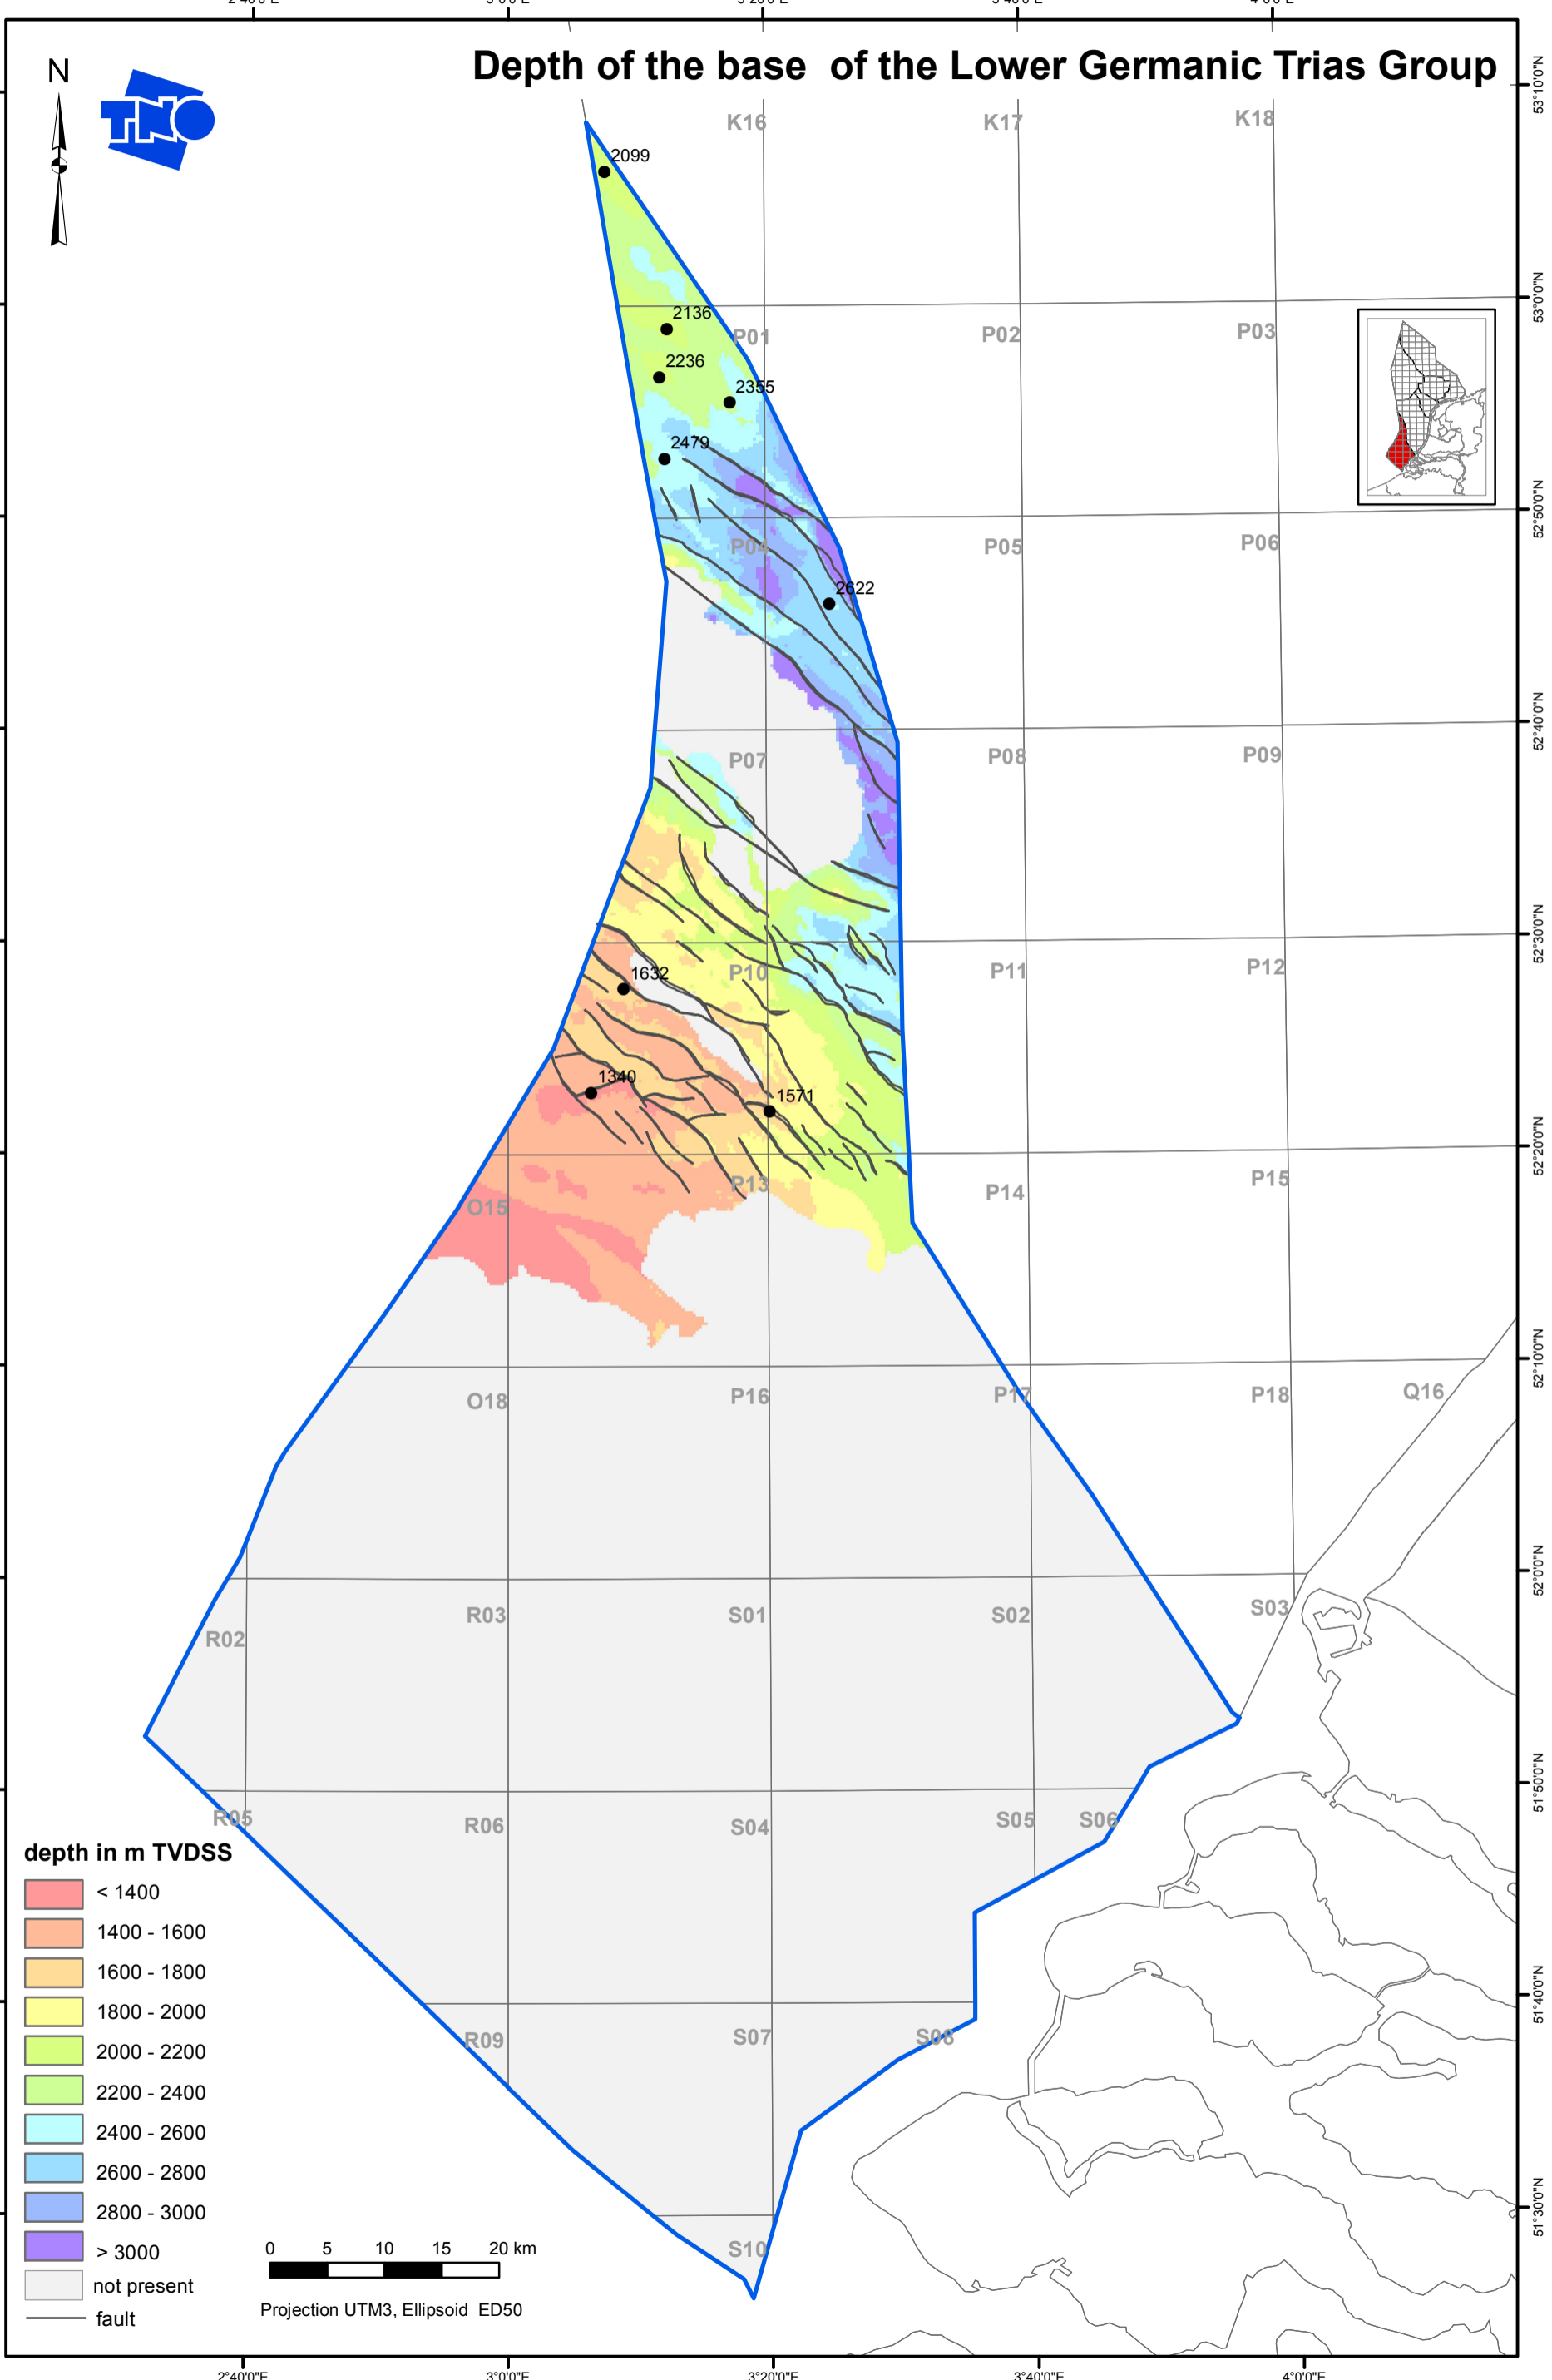 Depth of the base  of the Lower Germanic Trias Group
N
TNO
53°10'0"N
K16
K17
K18
2099
53°0'0"N
2136
P01
P02
P03
2236
2355
2479
52°50'0"N
P04
P05
P06
2622
52°40'0"N
P07
P08
P09
52°30'0"N
1632
P10
P11
P12
1340
1571
52°20'0"N
P13
P14
P15
O15
52°10'0"N
O18
P16
P17
P18
Q16
52°0'0"N
R02
R03
S01
S02
S03
51°50'0"N
R05
R06
S04
S05
S06
depth in m TVDSS
< 1400
1400 - 1600
1600 - 1800
1800 - 2000
2000 - 2200
2200 - 2400
2400 - 2600
2600 - 2800
2800 - 3000
> 3000
not present
fault
51°40'0"N
R09
S07
S08
51°30'0"N
S10
0 5 10 15 20 km
Projection UTM3, Ellipsoid  ED50
2°40'0"E 3°0'0"E 3°20'0"E 3°40'0"E 4°0'0"E